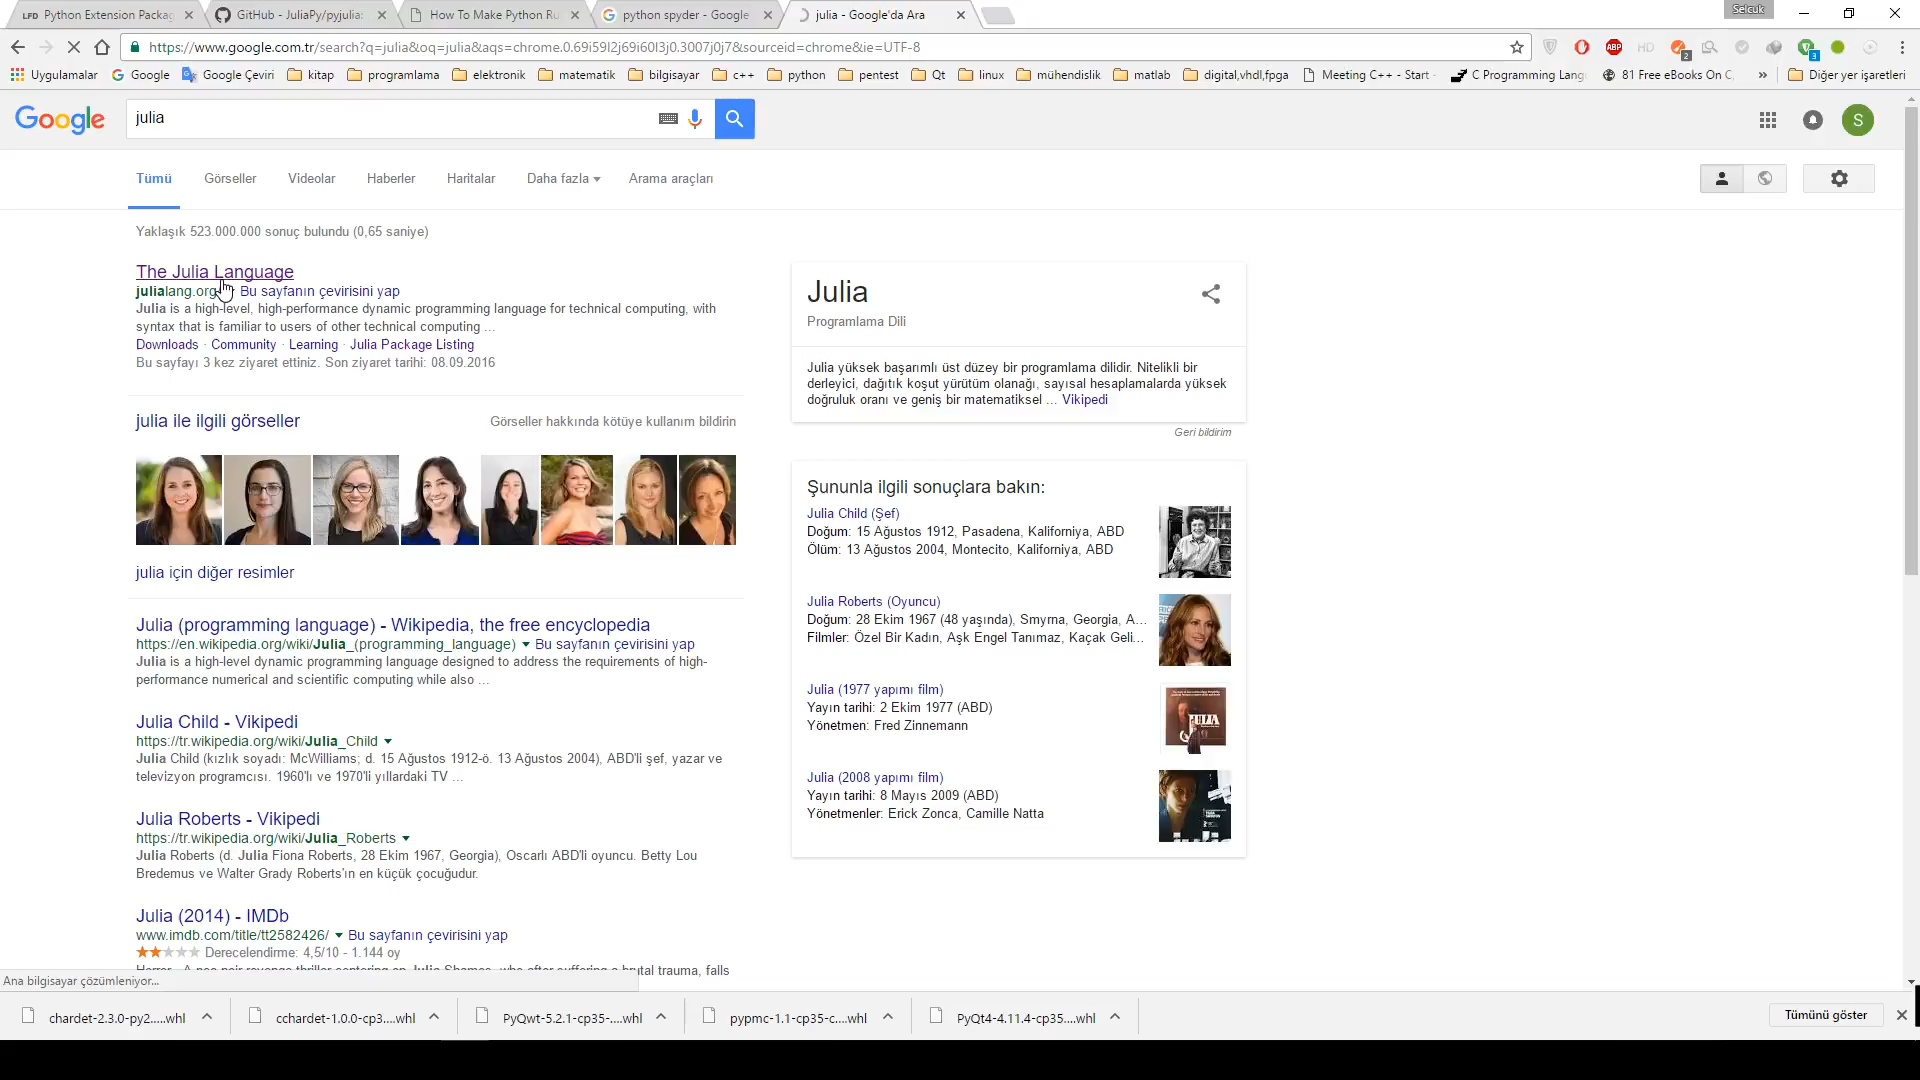 Python Extension Packag
GitHub - JuliaPy/pyjulia:
How To Make Python Ru
python spyder - Google
julia - Google'da Ara
Selcuk
https://www.google.com.tr/search?q=julia&oq=julia&aqs=chrome.0.69i59l2j69i60l3j0.3007j0j7&sourceid=chrome&ie=UTF-8
ABP
HD
2
3
Uygulamalar
Google
Google Çeviri
kitap
programlama
elektronik
matematik
bilgisayar
c++
python
pentest
Qt
linux
mühendislik
matlab
digital,vhdl,fpga
Meeting C++ - Start
C Programming Lang
81 Free eBooks On C
»
Diğer yer işaretleri
Google
julia
S
Tümü
Görseller
Videolar
Haberler
Haritalar
Daha fazla
Arama araçları
Yaklaşık 523.000.000 sonuç bulundu (0,65 saniye)
The Julia Language
julialang.org Bu sayfanın çevirisini yap
Julia is a high-level, high-performance dynamic programming language for technical computing, with
syntax that is familiar to users of other technical computing ...
Downloads · Community · Learning · Julia Package Listing
Bu sayfayı 3 kez ziyaret ettiniz. Son ziyaret tarihi: 08.09.2016
julia ile ilgili görseller
Görseller hakkında kötüye kullanım bildirin
julia için diğer resimler
Julia (programming language) - Wikipedia, the free encyclopedia
https://en.wikipedia.org/wiki/Julia_(programming_language) Bu sayfanın çevirisini yap
Julia is a high-level dynamic programming language designed to address the requirements of high-
performance numerical and scientific computing while also ...
Julia Child - Vikipedi
https://tr.wikipedia.org/wiki/Julia_Child
Julia Child (kızlık soyadı: McWilliams; d. 15 Ağustos 1912-ö. 13 Ağustos 2004), ABD'li şef, yazar ve
televizyon programcısı. 1960'lı ve 1970'li yıllardaki TV ...
Julia Roberts - Vikipedi
https://tr.wikipedia.org/wiki/Julia_Roberts
Julia Roberts (d. Julia Fiona Roberts, 28 Ekim 1967, Georgia), Oscarlı ABD'li oyuncu. Betty Lou
Bredemus ve Walter Grady Roberts'ın en küçük çocuğudur.
Julia (2014) - IMDb
www.imdb.com/title/tt2582426/ Bu sayfanın çevirisini yap
Derecelendirme: 4,5/10 - 1.144 oy
Julia
Programlama Dili
Julia yüksek başarımlı üst düzey bir programlama dilidir. Nitelikli bir
derleyici, dağıtık koşut yürütüm olanağı, sayısal hesaplamalarda yüksek
doğruluk oranı ve geniş bir matematiksel ... Vikipedi
Geri bildirim
Şununla ilgili sonuçlara bakın:
Julia Child (Şef)
Doğum: 15 Ağustos 1912, Pasadena, Kaliforniya, ABD
Ölüm: 13 Ağustos 2004, Montecito, Kaliforniya, ABD
Julia Roberts (Oyuncu)
Doğum: 28 Ekim 1967 (48 yaşında), Smyrna, Georgia, A...
Filmler: Özel Bir Kadın, Aşk Engel Tanımaz, Kaçak Geli...
Julia (1977 yapımı film)
Yayın tarihi: 2 Ekim 1977 (ABD)
Yönetmen: Fred Zinnemann
JULIA
Julia (2008 yapımı film)
Yayın tarihi: 8 Mayıs 2009 (ABD)
Yönetmenler: Erick Zonca, Camille Natta
Ana bilgisayar çözümleniyor...
chardet-2.3.0-py2.....whl
cchardet-1.0.0-cp3....whl
PyQwt-5.2.1-cp35-....whl
pypmc-1.1-cp35-c....whl
PyQt4-4.11.4-cp35....whl
Tümünü göster